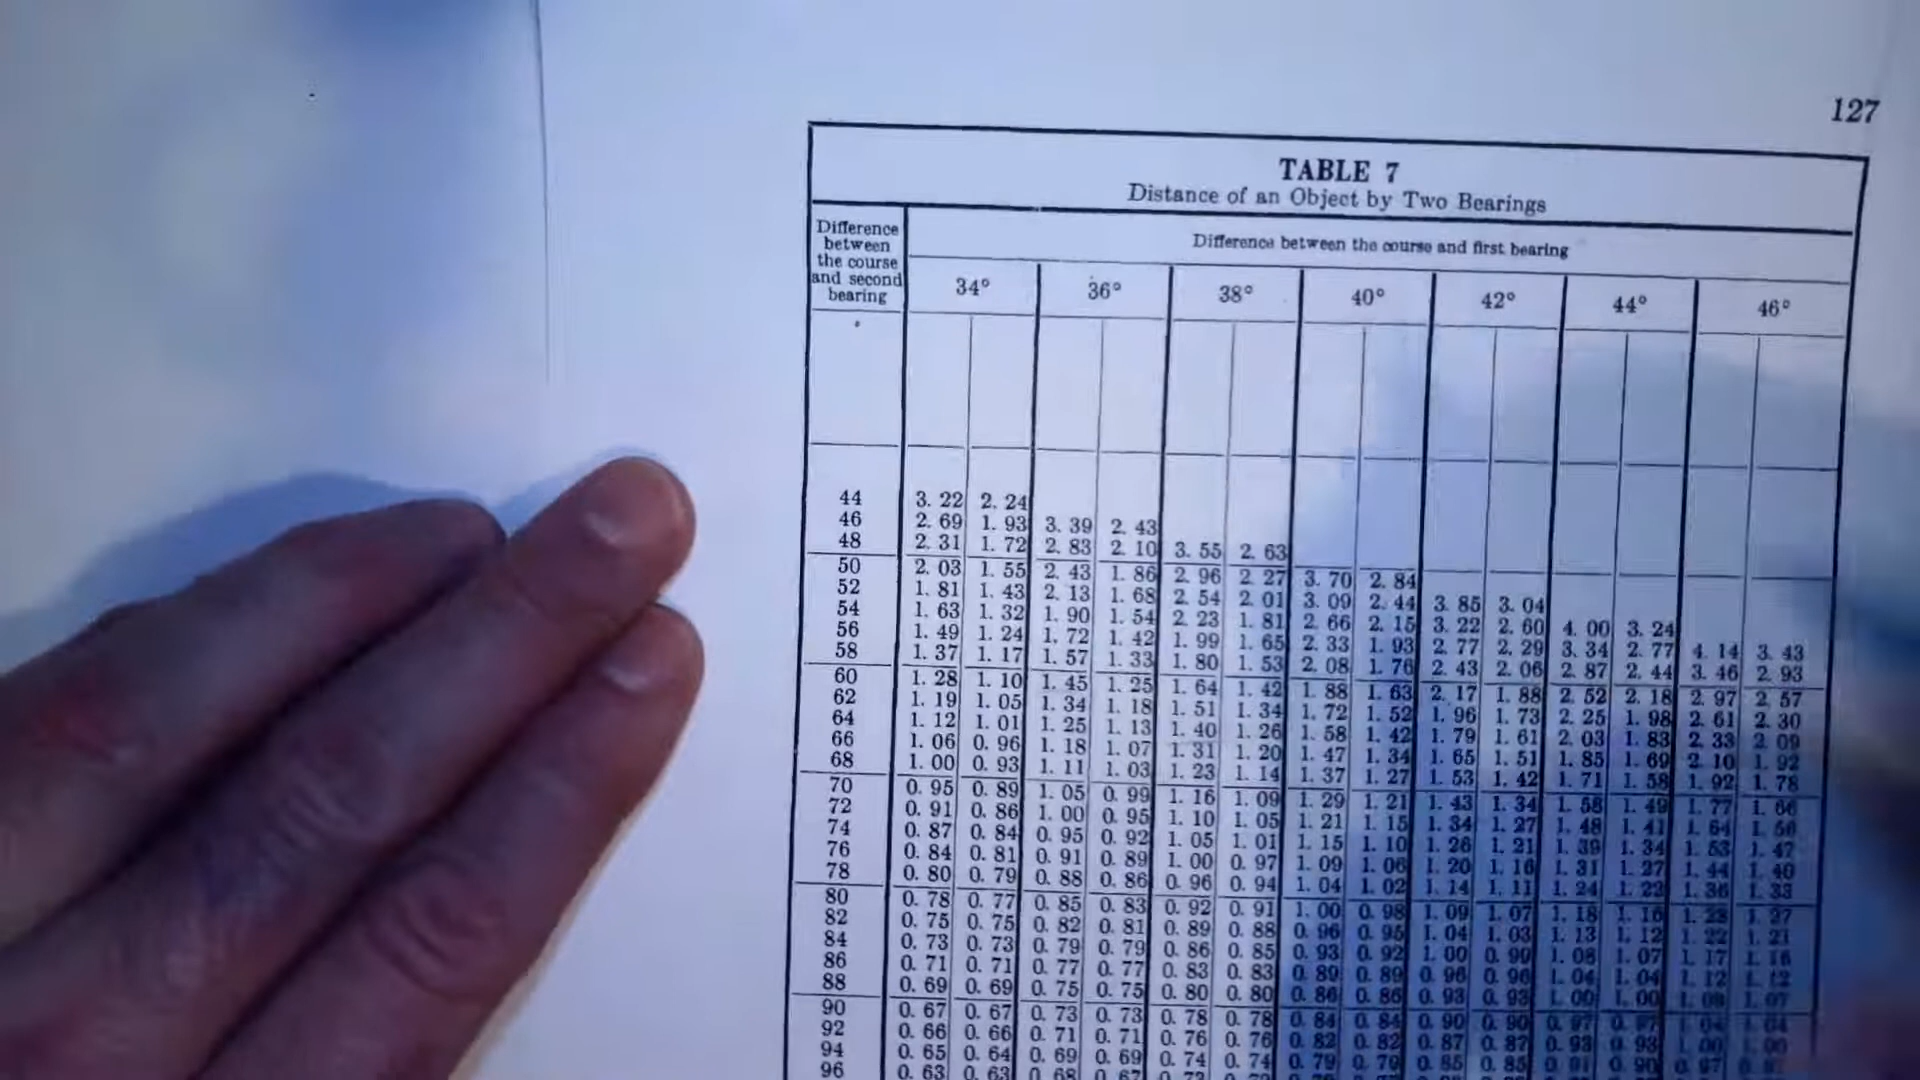 127
TABLE 7
Distance of an Object by Two Bearings
Difference
between
the course
and second
bearing
Difference between the course and first bearing
34° 36° 38° 40° 42° 44° 46°
°
44 3. 22 2. 24
46 2. 69 1. 93 3. 39 2. 43
48 2. 31 1. 72 2. 83 2. 10 3. 55 2. 63
50 2. 03 1. 55 2. 43 1. 86 2. 96 2. 27 3. 70 2. 84
52 1. 81 1. 43 2. 13 1. 68 2. 54 2. 01 3. 09 2. 44 3. 85 3. 04
54 1. 63 1. 32 1. 90 1. 54 2. 23 1. 81 2. 66 2. 15 3. 22 2. 60 4. 00 3. 24
56 1. 49 1. 24 1. 72 1. 42 1. 99 1. 65 2. 33 1. 93 2. 77 2. 29 3. 34 2. 77 4. 14 3. 43
58 1. 37 1. 17 1. 57 1. 33 1. 80 1. 53 2. 08 1. 76 2. 43 2. 06 2. 87 2. 44 3. 46 2. 93
60 1. 28 1. 10 1. 45 1. 25 1. 64 1. 42 1. 88 1. 63 2. 17 1. 88 2. 52 2. 18 2. 97 2. 57
62 1. 19 1. 05 1. 34 1. 18 1. 51 1. 34 1. 72 1. 52 1. 96 1. 73 2. 25 1. 98 2. 61 2. 30
64 1. 12 1. 01 1. 25 1. 13 1. 40 1. 26 1. 58 1. 42 1. 79 1. 61 2. 03 1. 83 2. 33 2. 09
66 1. 06 0. 96 1. 18 1. 07 1. 31 1. 20 1. 47 1. 34 1. 65 1. 51 1. 85 1. 69 2. 10 1. 92
68 1. 00 0. 93 1. 11 1. 03 1. 23 1. 14 1. 37 1. 27 1. 53 1. 42 1. 71 1. 58 1. 92 1. 78
70 0. 95 0. 89 1. 05 0. 99 1. 16 1. 09 1. 29 1. 21 1. 43 1. 34 1. 58 1. 49 1. 77 1. 66
72 0. 91 0. 86 1. 00 0. 95 1. 10 1. 05 1. 21 1. 15 1. 34 1. 27 1. 48 1. 41 1. 64 1. 56
74 0. 87 0. 84 0. 95 0. 92 1. 05 1. 01 1. 15 1. 10 1. 26 1. 21 1. 39 1. 34 1. 53 1. 47
76 0. 84 0. 81 0. 91 0. 89 1. 00 0. 97 1. 09 1. 06 1. 20 1. 16 1. 31 1. 27 1. 44 1. 40
78 0. 80 0. 79 0. 88 0. 86 0. 96 0. 94 1. 04 1. 02 1. 14 1. 11 1. 24 1. 22 1. 36 1. 33
80 0. 78 0. 77 0. 85 0. 83 0. 92 0. 91 1. 00 0. 98 1. 09 1. 07 1. 18 1. 16 1. 28 1. 27
82 0. 75 0. 75 0. 82 0. 81 0. 89 0. 88 0. 96 0. 95 1. 04 1. 03 1. 13 1. 12 1. 22 1. 21
84 0. 73 0. 73 0. 79 0. 79 0. 86 0. 85 0. 93 0. 92 1. 00 0. 99 1. 08 1. 07 1. 17 1. 16
86 0. 71 0. 71 0. 77 0. 77 0. 83 0. 83 0. 89 0. 89 0. 96 0. 96 1. 04 1. 04 1. 12 1. 12
88 0. 69 0. 69 0. 75 0. 75 0. 80 0. 80 0. 86 0. 86 0. 93 0. 93 1. 00 1. 00 1. 08 1. 07
90 0. 67 0. 67 0. 73 0. 73 0. 78 0. 78 0. 84 0. 84 0. 90 0. 90 0. 97 0. 97 1. 04 1. 04
92 0. 66 0. 66 0. 71 0. 71 0. 76 0. 76 0. 82 0. 82 0. 87 0. 87 0. 93 0. 93 1. 00 1. 00
94 0. 65 0. 64 0. 69 0. 69 0. 74 0. 74 0. 79 0. 79 0. 85 0. 85 0. 91 0. 90 0. 97
96 0. 63 0. 63 0. 68 0. 67